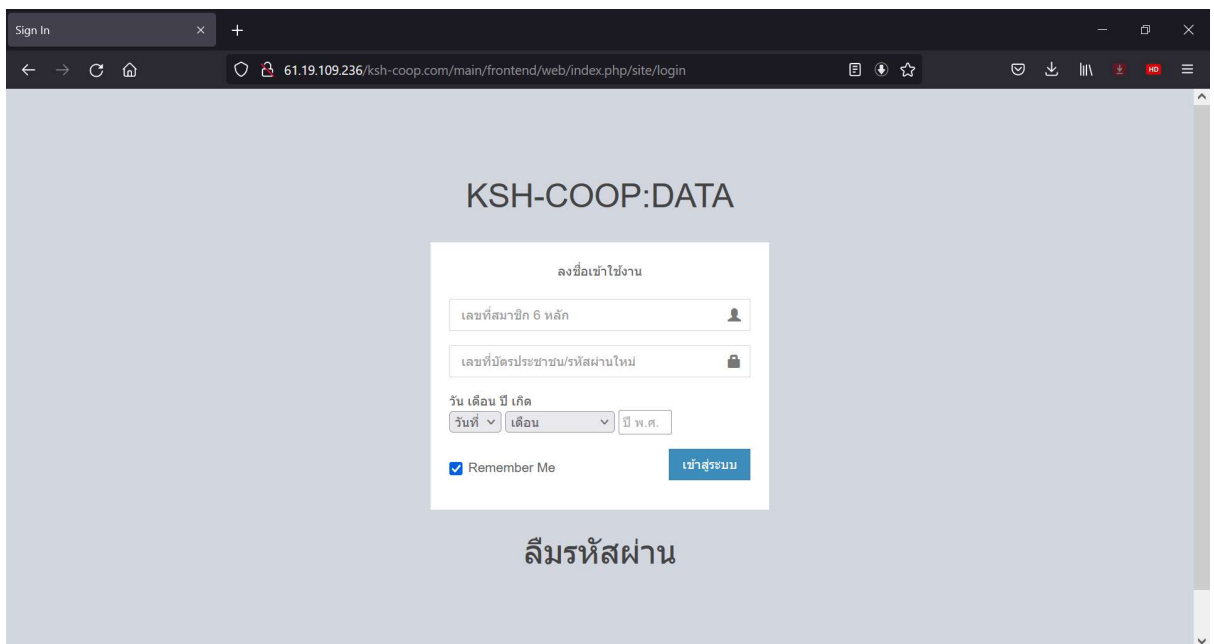 Sign In
61.19.109.236/ksh-coop.com/main/frontend/web/index.php/site/login
HD
KSH-COOP:DATA
ลงชื่อเข้าใช้งาน
เลขที่สมาชิก 6 หลัก
เลขที่บัตรประชาชน/รหัสผ่านใหม่
วัน เดือน ปี เกิด
วันที่ เดือน ปี พ.ศ.
Remember Me เข้าสู่ระบบ
ลืมรหัสผ่าน